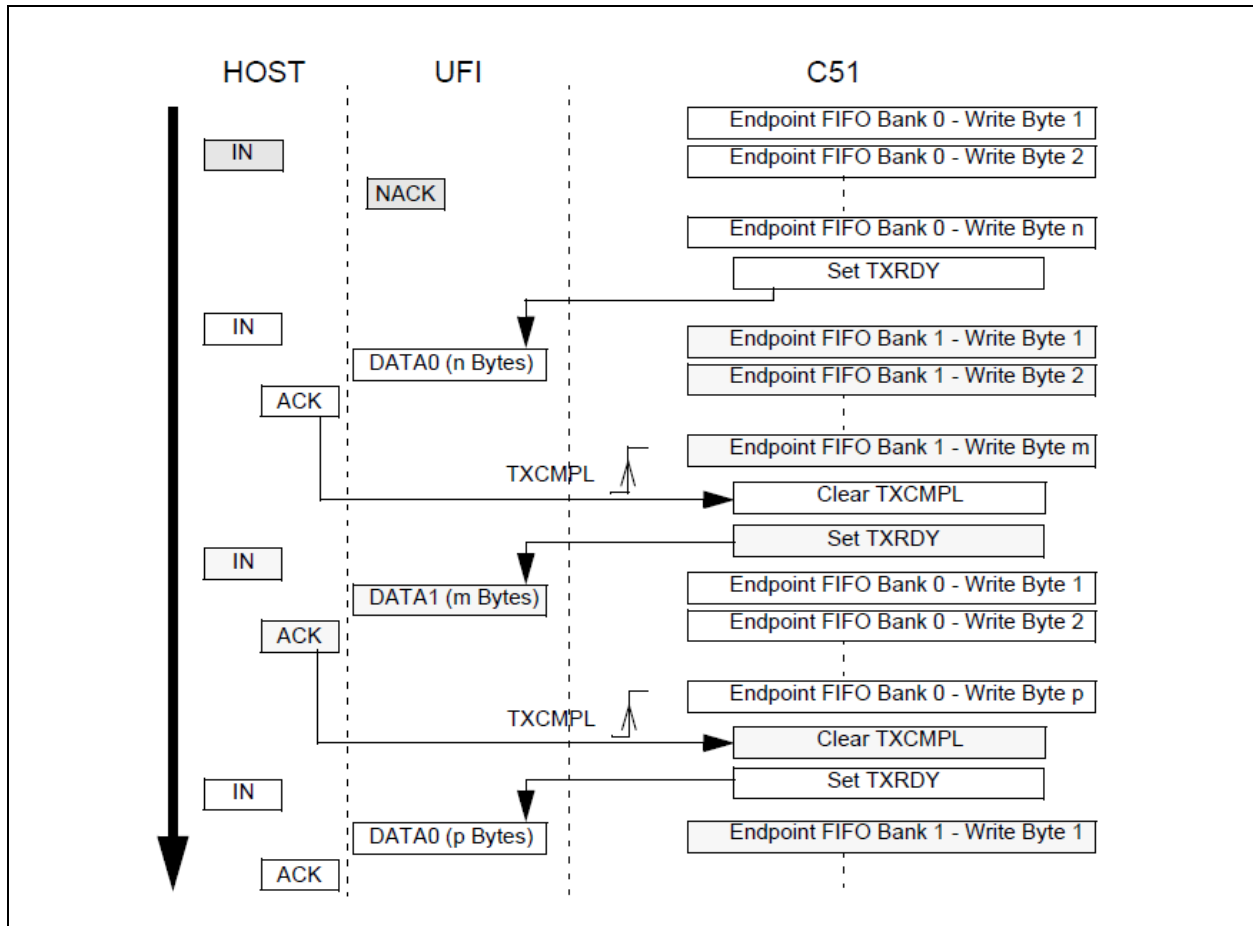 HOST UFI C51
Endpoint FIFO Bank 0 - Write Byte 1
IN
Endpoint FIFO Bank 0 - Write Byte 2
NACK
Endpoint FIFO Bank 0 - Write Byte n
Set TXRDY
IN
Endpoint FIFO Bank 1 - Write Byte 1
DATA0 (n Bytes)
Endpoint FIFO Bank 1 - Write Byte 2
ACK
Endpoint FIFO Bank 1 - Write Byte m
TXCMPL
Clear TXCMPL
Set TXRDY
IN
Endpoint FIFO Bank 0 - Write Byte 1
DATA1 (m Bytes)
Endpoint FIFO Bank 0 - Write Byte 2
ACK
Endpoint FIFO Bank 0 - Write Byte p
TXCMPL
Clear TXCMPL
Set TXRDY
IN
DATA0 (p Bytes)
Endpoint FIFO Bank 1 - Write Byte 1
ACK